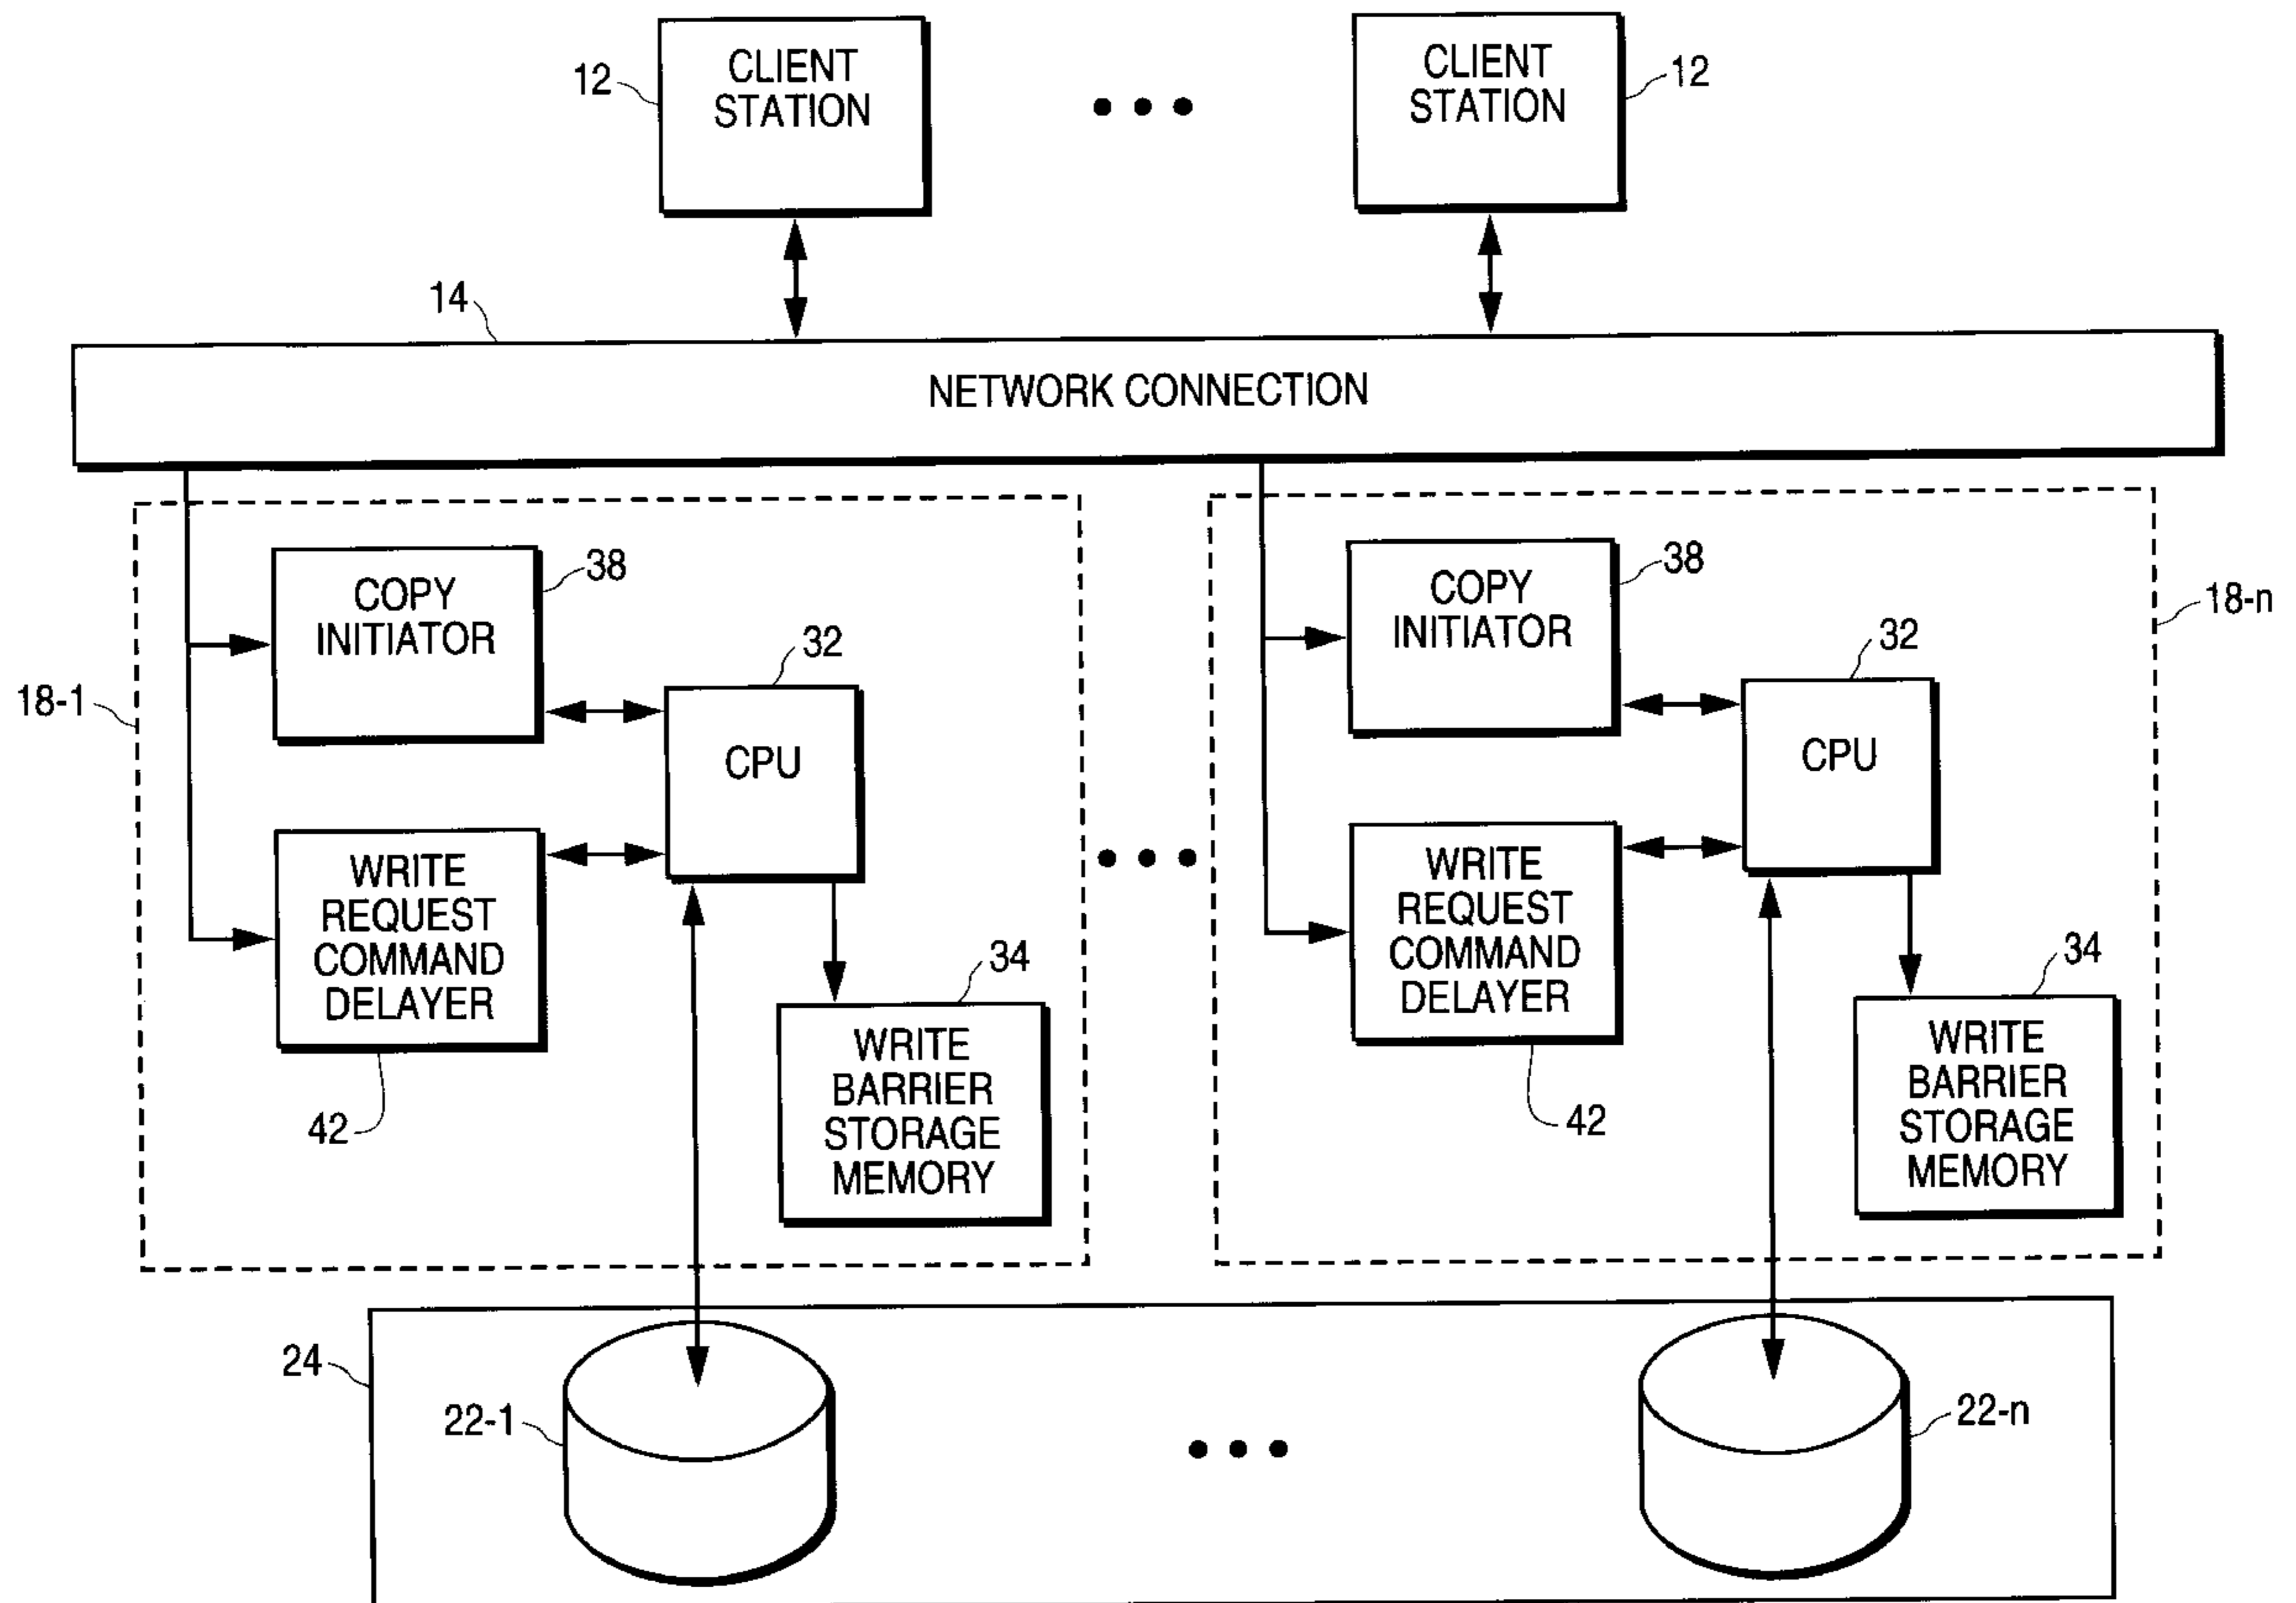 12
CLIENT
STATION
CLIENT
STATION
12
14
NETWORK CONNECTION
18-1
COPY
INITIATOR
38
32
CPU
WRITE
REQUEST
COMMAND
DELAYER
42
34
WRITE
BARRIER
STORAGE
MEMORY
COPY
INITIATOR
38
18-n
32
CPU
WRITE
REQUEST
COMMAND
DELAYER
42
34
WRITE
BARRIER
STORAGE
MEMORY
24
22-1
22-n